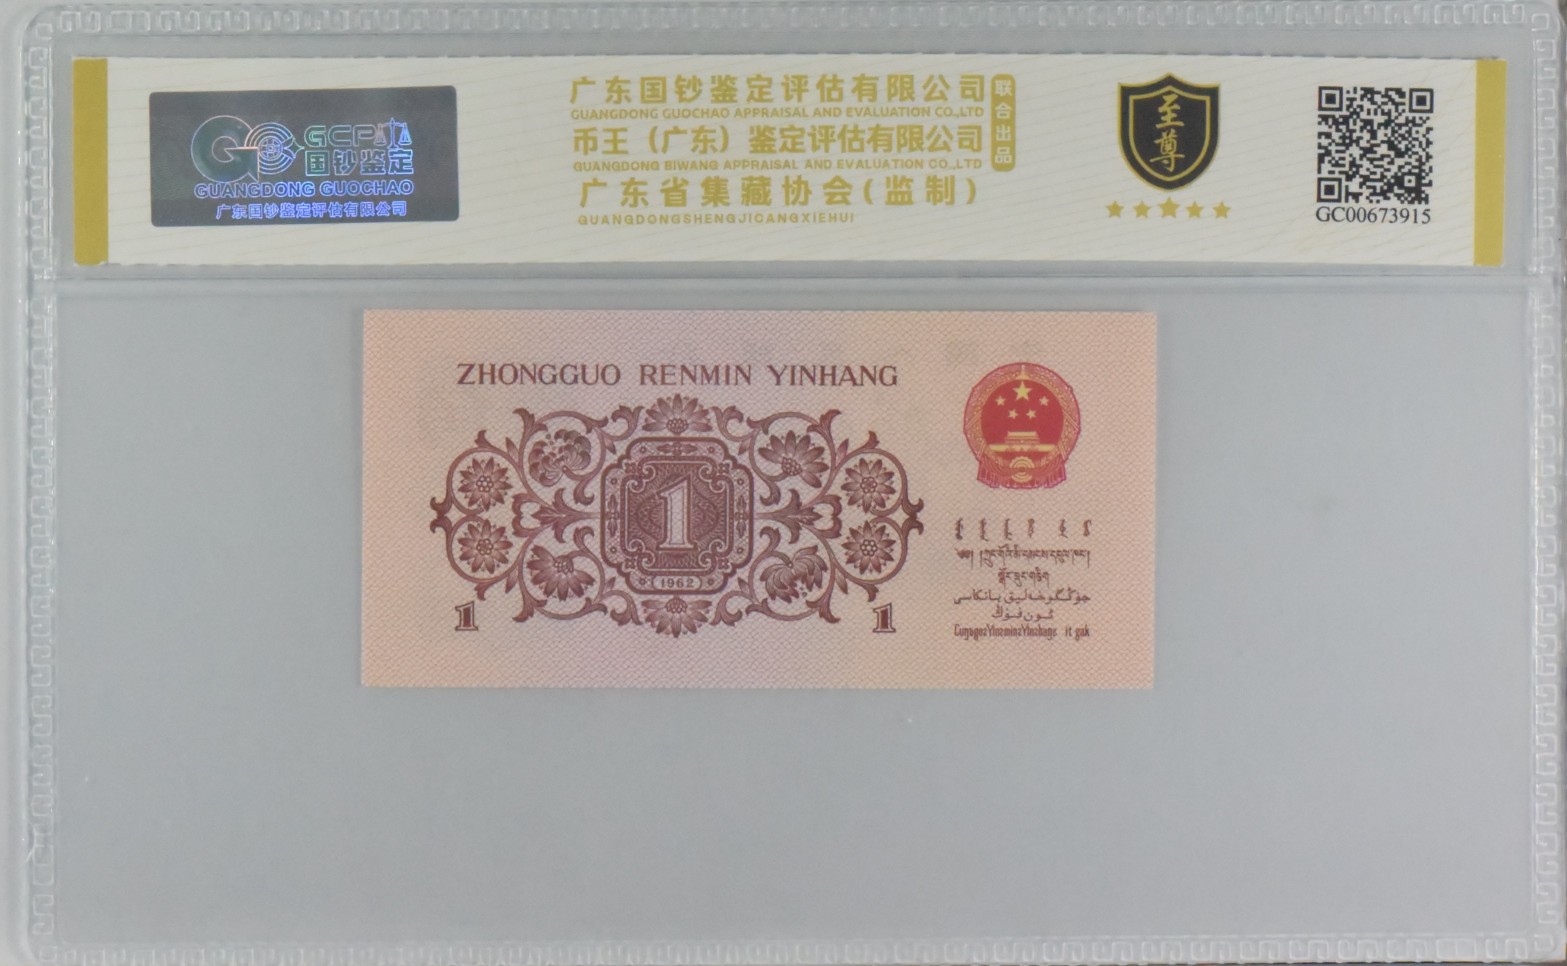 GCP
国钞鉴定
GUANGDONG GUOCHAO
广东国钞鉴定评估有限公司
广东国钞鉴定评估有限公司
GUANGDONG GUOCHAO APPRAISAL AND EVALUATION CO.,LTD
币王（广东）鉴定评估有限公司
GUANGDONG BIWANG APPRAISAL AND EVALUATION CO.,LTD
广东省集藏协会(监制)
GUANGDONGSHENGJICANGXIEHUI
联合出品
至尊
GC00673915
ZHONGGUO RENMIN YINHANG
1
(1962)
1
1